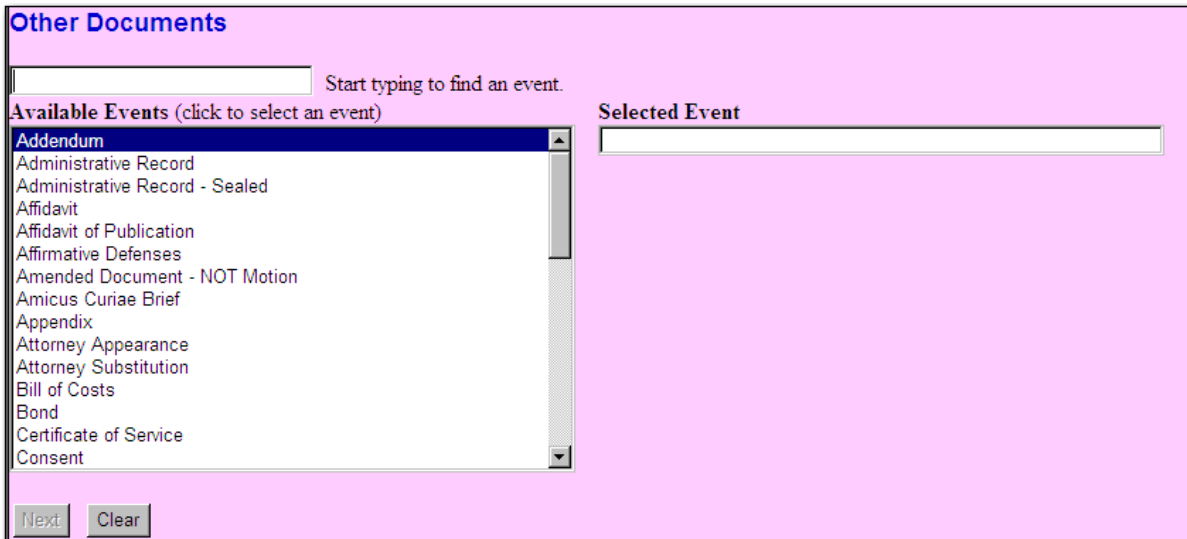 Other Documents
Start typing to find an event.
Available Events (click to select an event)
Selected Event
Addendum
Administrative Record
Administrative Record - Sealed
Affidavit
Affidavit of Publication
Affirmative Defenses
Amended Document - NOT Motion
Amicus Curiae Brief
Appendix
Attorney Appearance
Attorney Substitution
Bill of Costs
Bond
Certificate of Service
Consent
Next
Clear